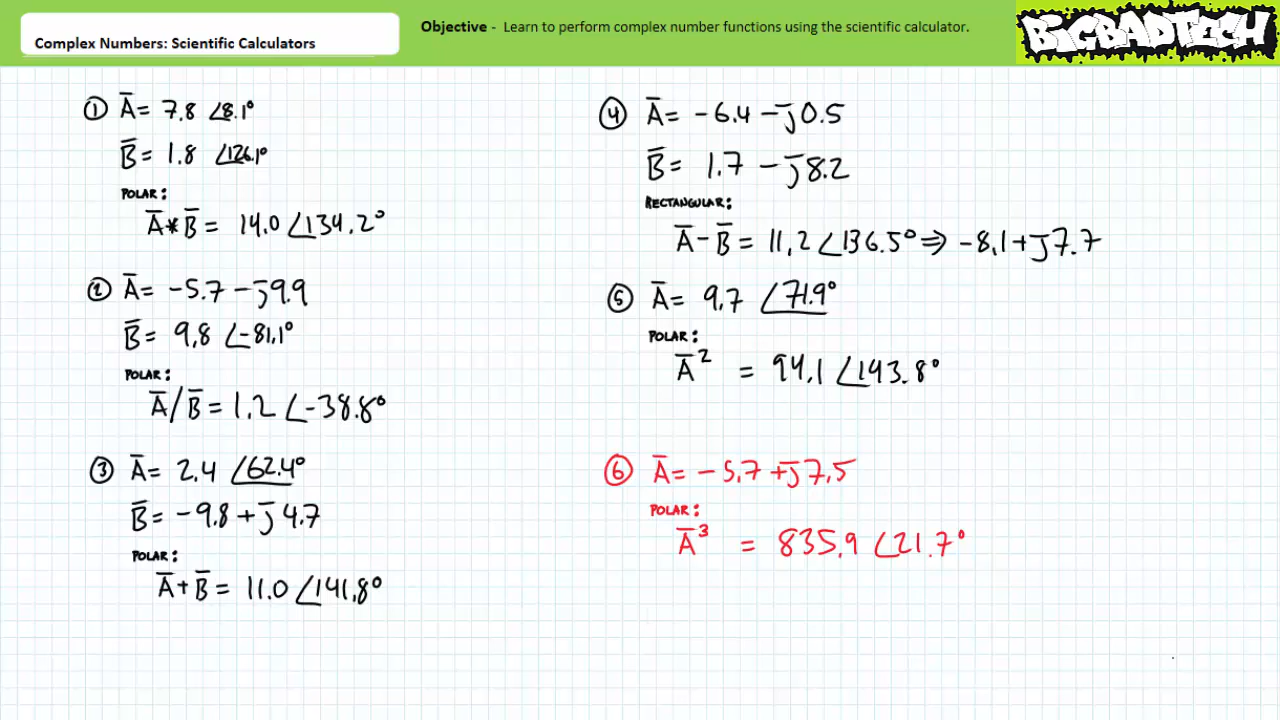 Complex Numbers: Scientific Calculators
Objective - Learn to perform complex number functions using the scientific calculator.
BIGBADTECH
① A̅ = 7.8 ∠8.1°
B̅ = 1.8 ∠126.1°
POLAR:
A̅*B̅ = 14.0 ∠134.2°
② A̅ = -5.7 - j9.9
B̅ = 9.8 ∠-81.1°
POLAR:
A̅/B̅ = 1.2 ∠-38.8°
③ A̅ = 2.4 ∠62.4°
B̅ = -9.8 + j4.7
POLAR:
A̅+B̅ = 11.0 ∠141.8°
④ A̅ = -6.4 - j0.5
B̅ = 1.7 - j8.2
RECTANGULAR:
A̅-B̅ = 11.2 ∠136.5° ⇒ -8.1 + j7.7
⑤ A̅ = 9.7 ∠71.9°
POLAR:
A̅² = 94.1 ∠143.8°
⑥ A̅ = -5.7 + j7.5
POLAR:
A̅³ = 835.9 ∠21.7°